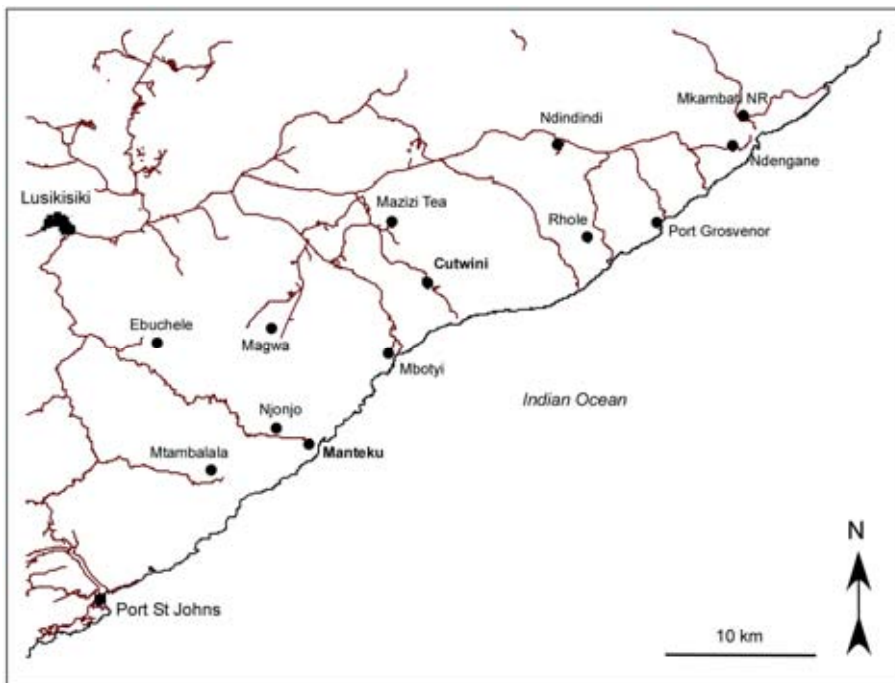 Mkambati NR
Ndindindi
Ndengane
Lusikisiki
Mazizi Tea
Rhole
Port Grosvenor
Cutwini
Ebuchele
Magwa
Mbotyi
Indian Ocean
Njonjo
Mtambalala
Manteku
N
Port St Johns
10 km